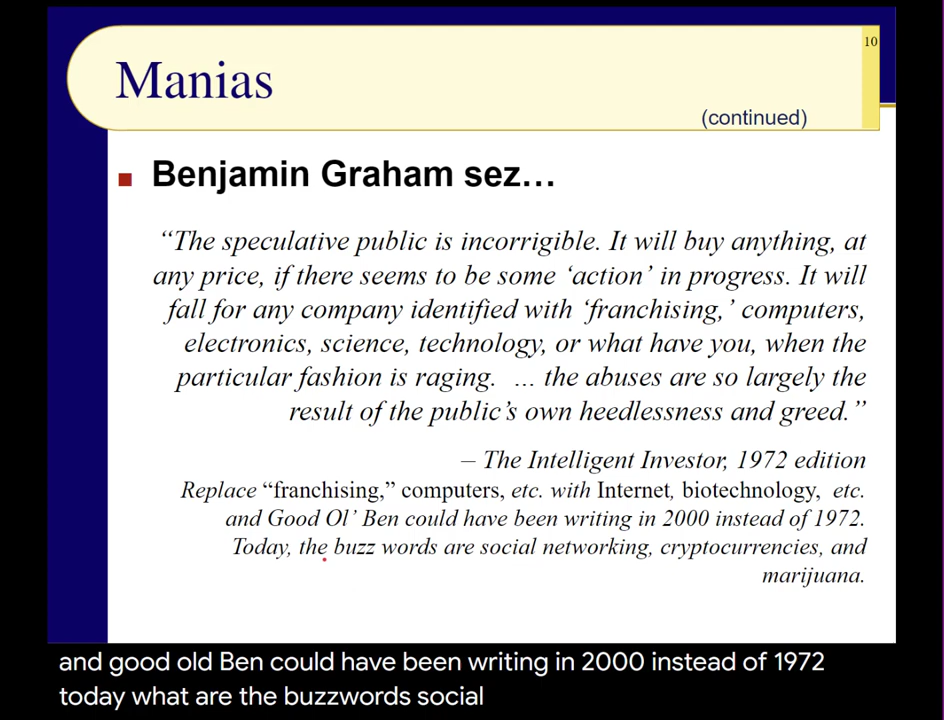 10
Manias
(continued)
Benjamin Graham sez…
“The speculative public is incorrigible. It will buy anything, at
any price, if there seems to be some ‘action’ in progress. It will
fall for any company identified with ‘franchising,’ computers,
electronics, science, technology, or what have you, when the
particular fashion is raging. … the abuses are so largely the
result of the public’s own heedlessness and greed.”
– The Intelligent Investor, 1972 edition
Replace “franchising,” computers, etc. with Internet, biotechnology, etc.
and Good Ol’ Ben could have been writing in 2000 instead of 1972.
Today, the buzz words are social networking, cryptocurrencies, and
marijuana.
and good old Ben could have been writing in 2000 instead of 1972
today what are the buzzwords social